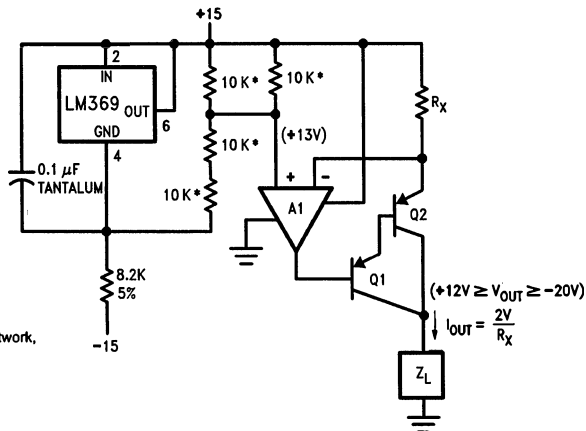 +15
2
IN
LM369
OUT
6
GND
4
0.1 μF
TANTALUM
10K*
10K*
10K*
10K*
(+13V)
RX
+
−
A1
Q2
Q1
8.2K
5%
-15
twork,
(+12V ≥ VOUT ≥ -20V)
IOUT = 2V
RX
ZL